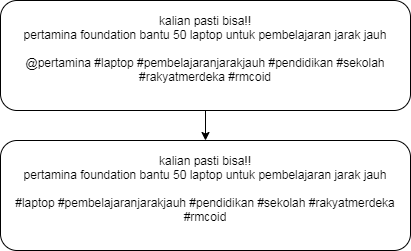 kalian pasti bisa!!
pertamina foundation bantu 50 laptop untuk pembelajaran jarak jauh
@pertamina #laptop #pembelajaranjarakjauh #pendidikan #sekolah
#rakyatmerdeka #rmcoid
kalian pasti bisa!!
pertamina foundation bantu 50 laptop untuk pembelajaran jarak jauh
#laptop #pembelajaranjarakjauh #pendidikan #sekolah #rakyatmerdeka
#rmcoid